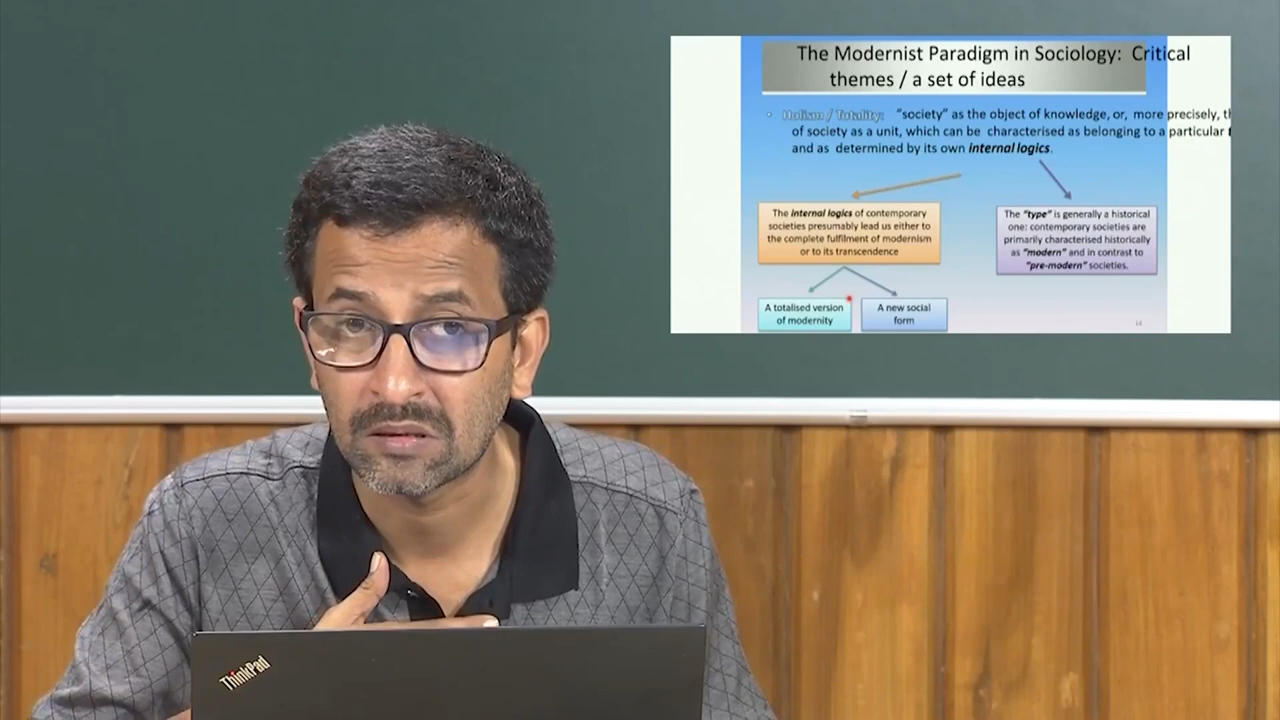 The Modernist Paradigm in Sociology: Critical
themes / a set of ideas
• Holism / Totality: “society” as the object of knowledge, or, more precisely,
of society as a unit, which can be characterised as belonging to a particular
and as determined by its own internal logics.
The internal logics of contemporary
societies presumably lead us either to
the complete fulfilment of modernism
or to its transcendence
The “type” is generally a historical
one: contemporary societies are
primarily characterised historically
as “modern” and in contrast to
“pre-modern” societies.
A totalised version
of modernity
A new social
form
14
ThinkPad